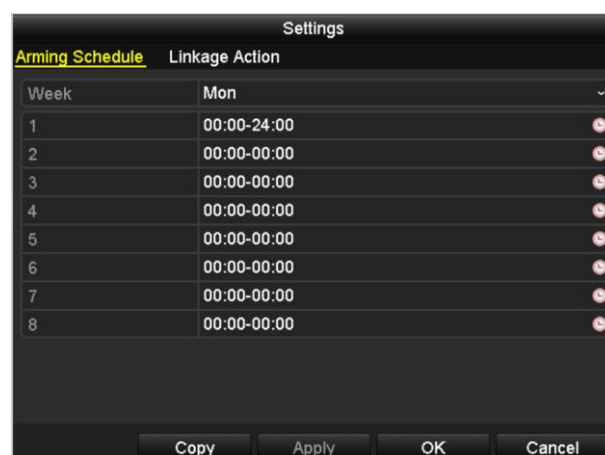 Settings
Arming Schedule Linkage Action
Week Mon
1 00:00-24:00
2 00:00-00:00
3 00:00-00:00
4 00:00-00:00
5 00:00-00:00
6 00:00-00:00
7 00:00-00:00
8 00:00-00:00
Copy Apply OK Cancel